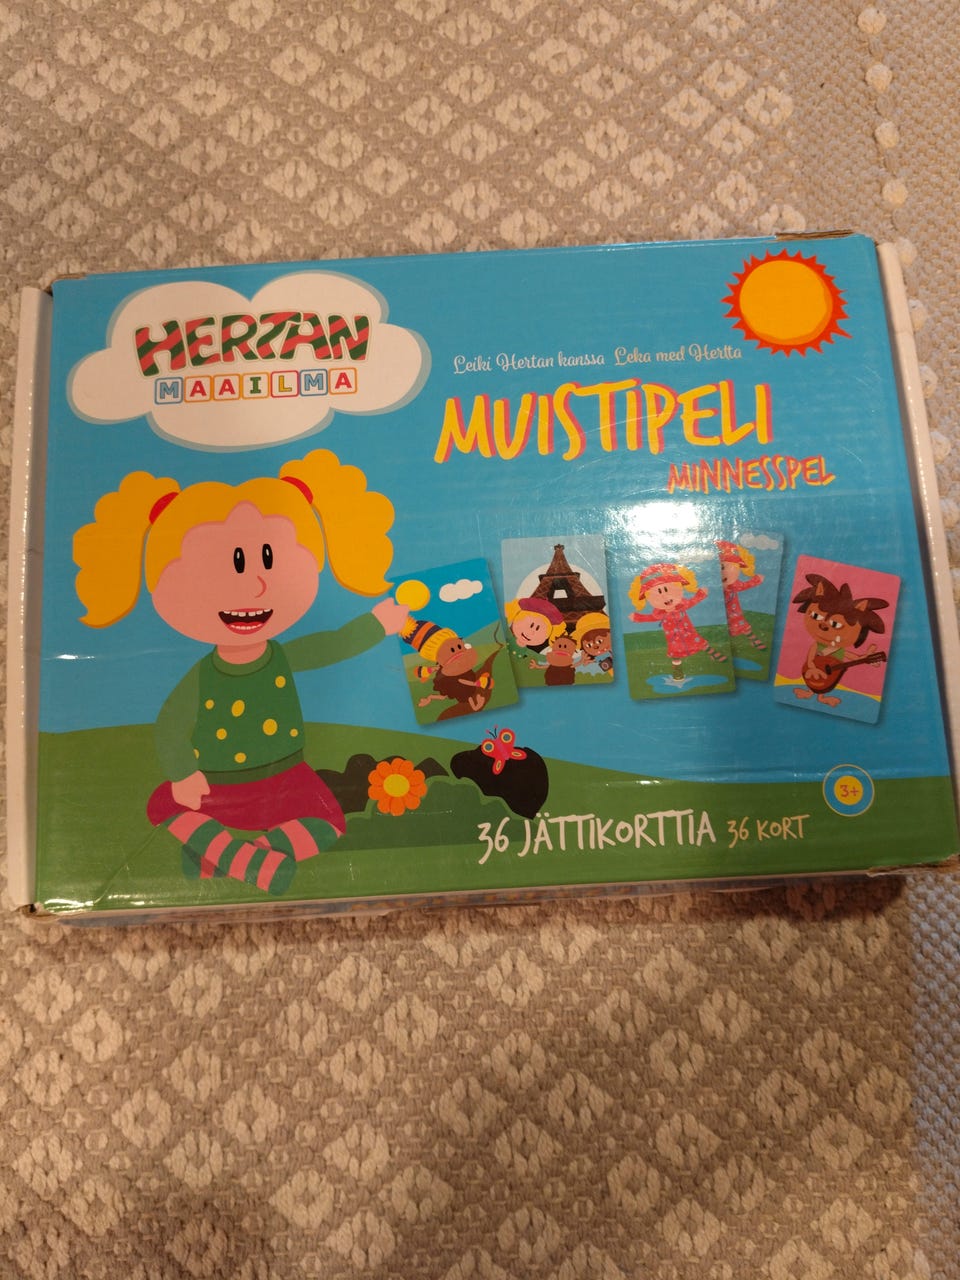 HERTAN
MAAILMA
Leiki Hertan kanssa Leka med Hertta
MUISTIPELI
MINNESSPEL
3+
36 JÄTTIKORTTIA 36 KORT